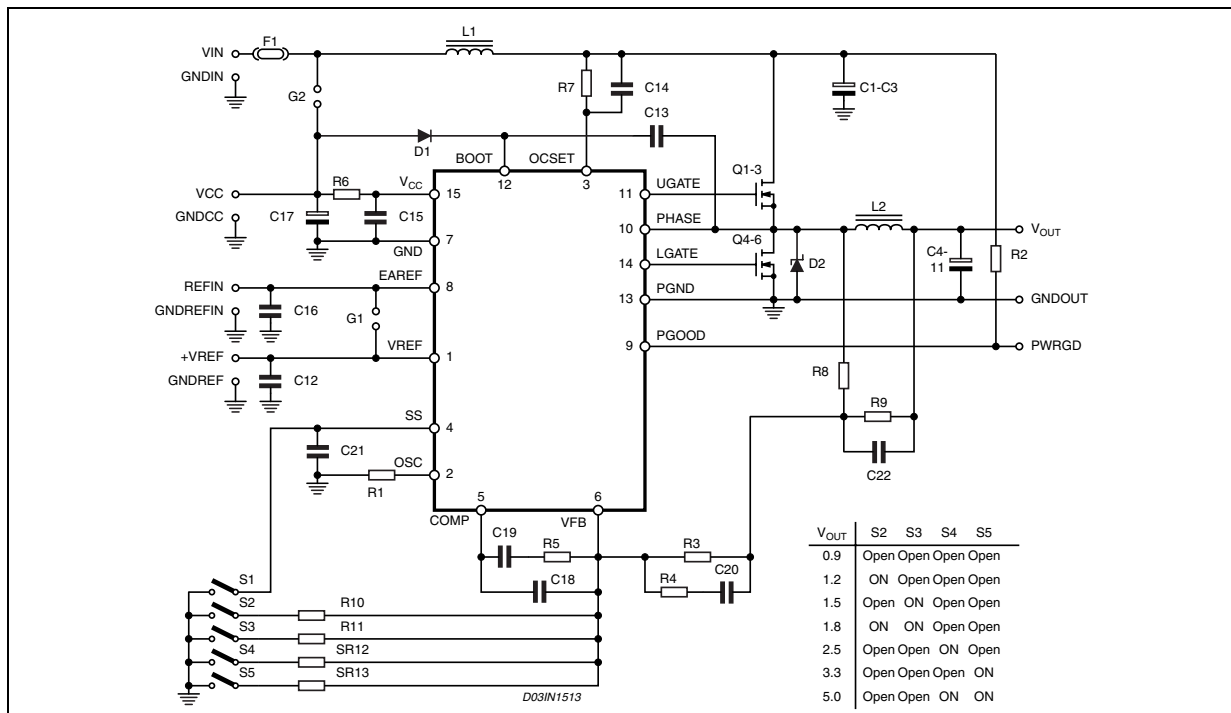 L1
VIN
F1
GNDIN
G2
R7
C14
C1-C3
C13
D1
BOOT
OCSET
12
3
Q1-3
VCC
R6
VCC
15
11
UGATE
GNDCC
C17
C15
10
PHASE
L2
VOUT
7
GND
Q4-6
14
LGATE
D2
C4-
11
R2
EAREF
REFIN
8
13
PGND
GNDOUT
GNDREFIN
C16
G1
9
PGOOD
PWRGD
+VREF
VREF
1
GNDREF
C12
R8
R9
SS
4
C21
OSC
2
R1
C22
5
6
COMP
VFB
C19
R5
R3
C18
R4
C20
S1
S2
R10
S3
R11
S4
SR12
S5
SR13
D03IN1513
VOUT S2 S3 S4 S5
0.9 Open Open Open Open
1.2 ON Open Open Open
1.5 Open ON Open Open
1.8 ON ON Open Open
2.5 Open Open ON Open
3.3 Open Open Open ON
5.0 Open Open ON ON